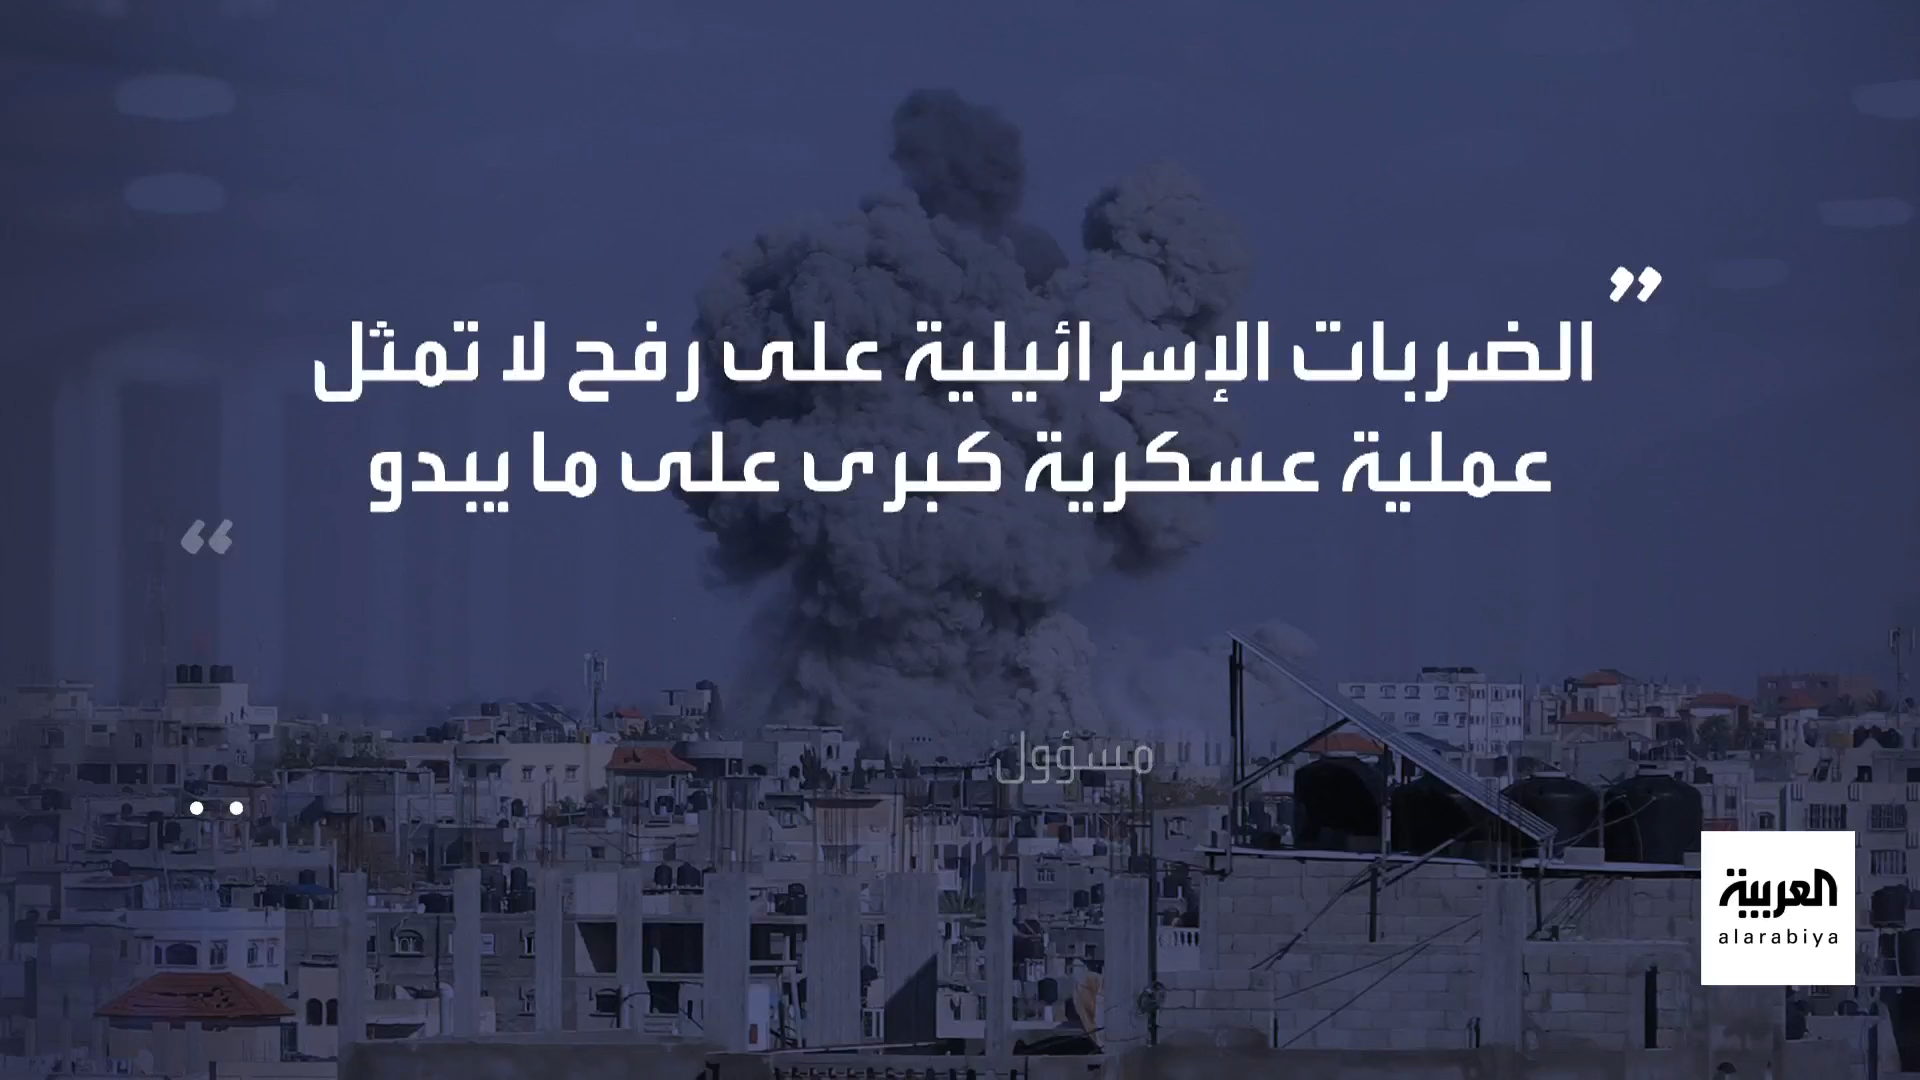 ”الضربات الإسرائيلية على رفح لا تمثل
عملية عسكرية كبرى على ما يبدو
“
مسؤول
العربية
alarabiya